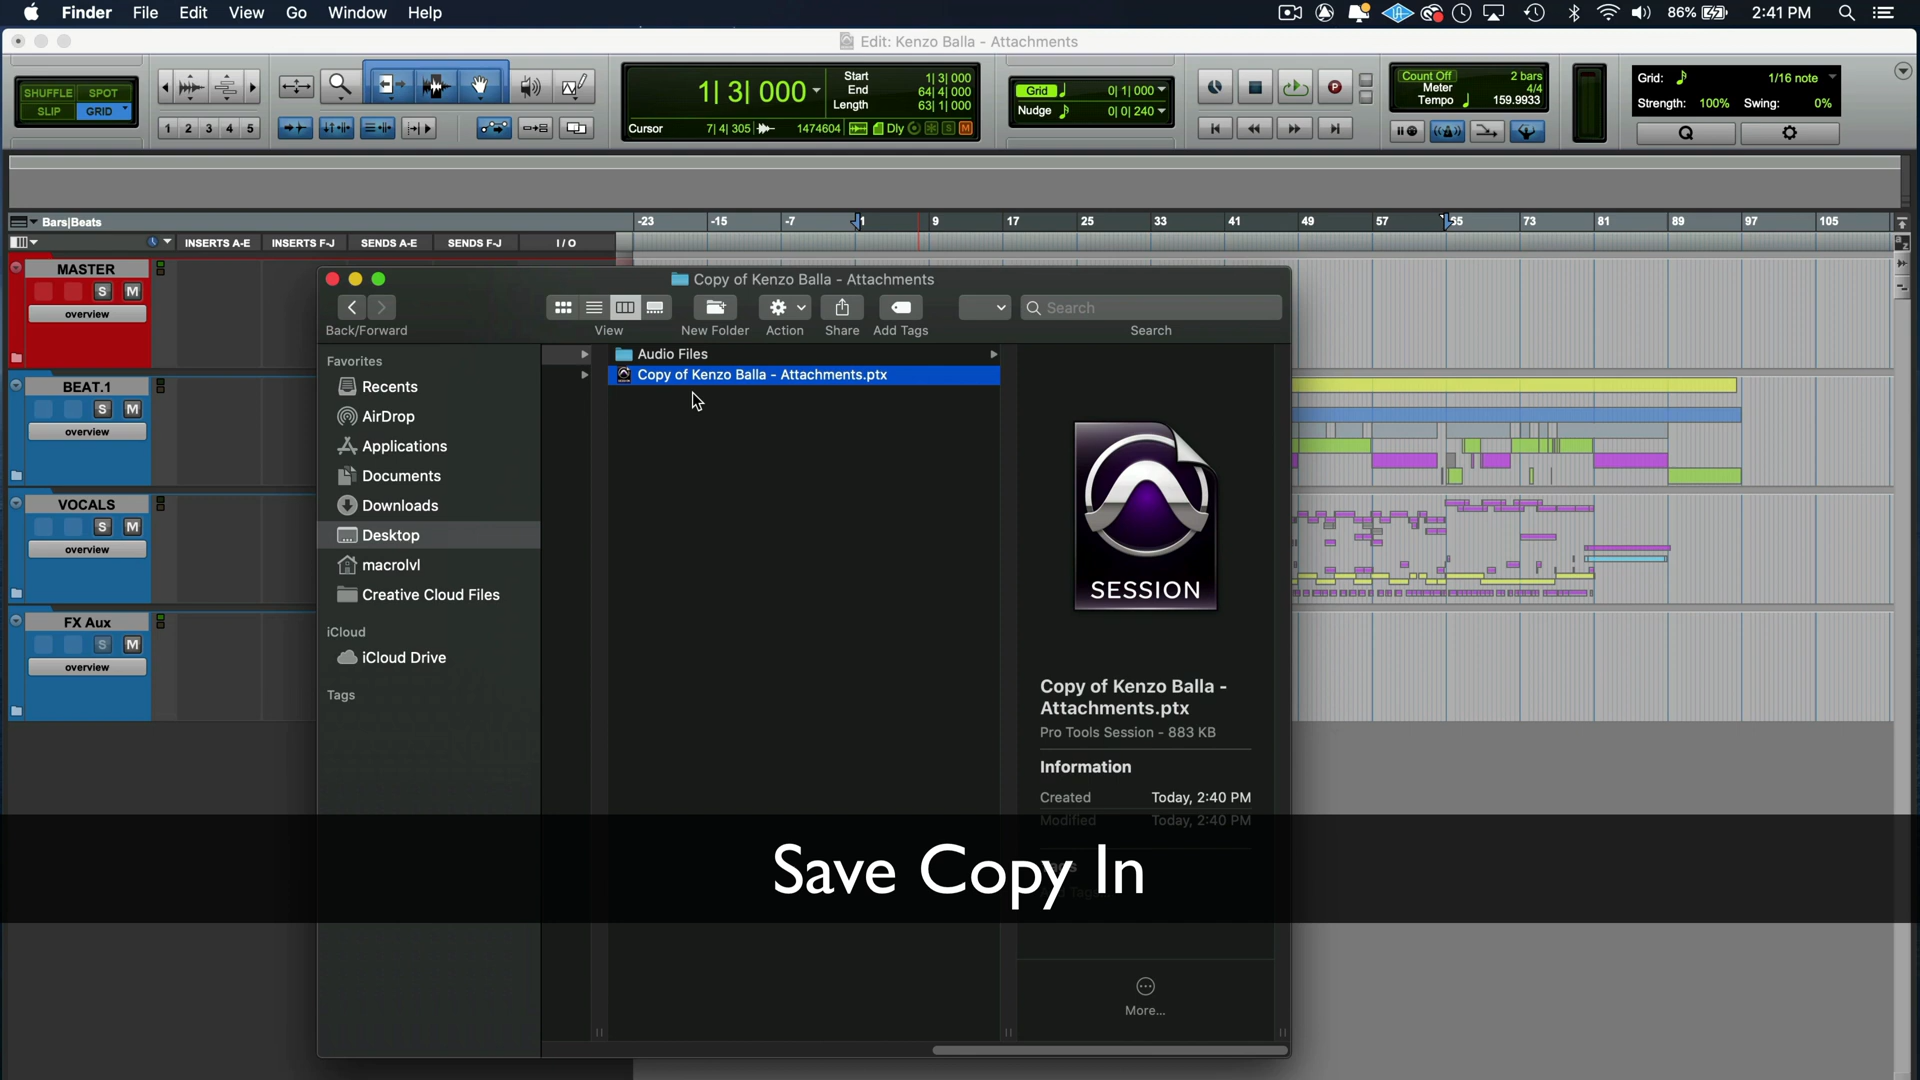 Finder File Edit View Go Window Help 86% 2:41 PM
Edit: Kenzo Balla - Attachments
SHUFFLE SPOT
SLIP GRID
1 2 3 4 5
1| 3| 000
Start 1| 3| 000
End 64| 4| 000
Length 63| 1| 000
Cursor 7| 4| 305 1474604 Dly
Grid 0| 1| 000
Nudge 0| 0| 240
Count Off 2 bars
Meter 4/4
Tempo 159.9933
Grid: 1/16 note
Strength: 100% Swing: 0%
Q
Bars|Beats -23 -15 -7 1 9 17 25 33 41 49 57 65 73 81 89 97 105
INSERTS A-E INSERTS F-J SENDS A-E SENDS F-J I / O
MASTER
S M
overview
BEAT.1
S M
overview
VOCALS
S M
overview
FX Aux
S M
overview
Copy of Kenzo Balla - Attachments
Search
Back/Forward View New Folder Action Share Add Tags Search
Favorites
Recents
AirDrop
Applications
Documents
Downloads
Desktop
macrolvl
Creative Cloud Files
iCloud
iCloud Drive
Tags
Audio Files
Copy of Kenzo Balla - Attachments.ptx
SESSION
Copy of Kenzo Balla -
Attachments.ptx
Pro Tools Session - 883 KB
Information
Created Today, 2:40 PM
Modified Today, 2:40 PM
More...
Save Copy In